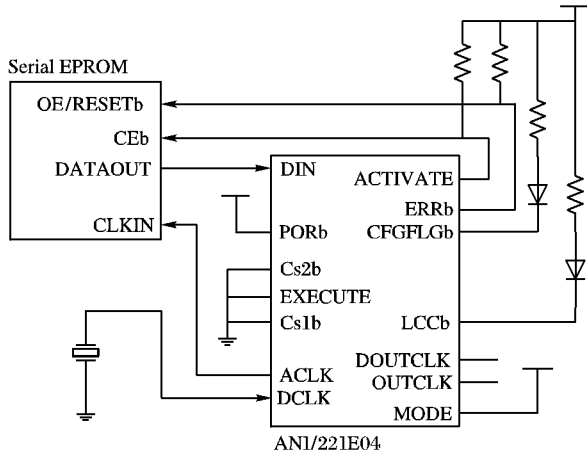 Serial EPROM
OE/RESETb
CEb
DATAOUT
CLKIN
DIN
ACTIVATE
ERRb
PORb
CFGFLGb
Cs2b
EXECUTE
Cs1b
LCCb
DOUTCLK
ACLK
OUTCLK
DCLK
MODE
AN1/221E04